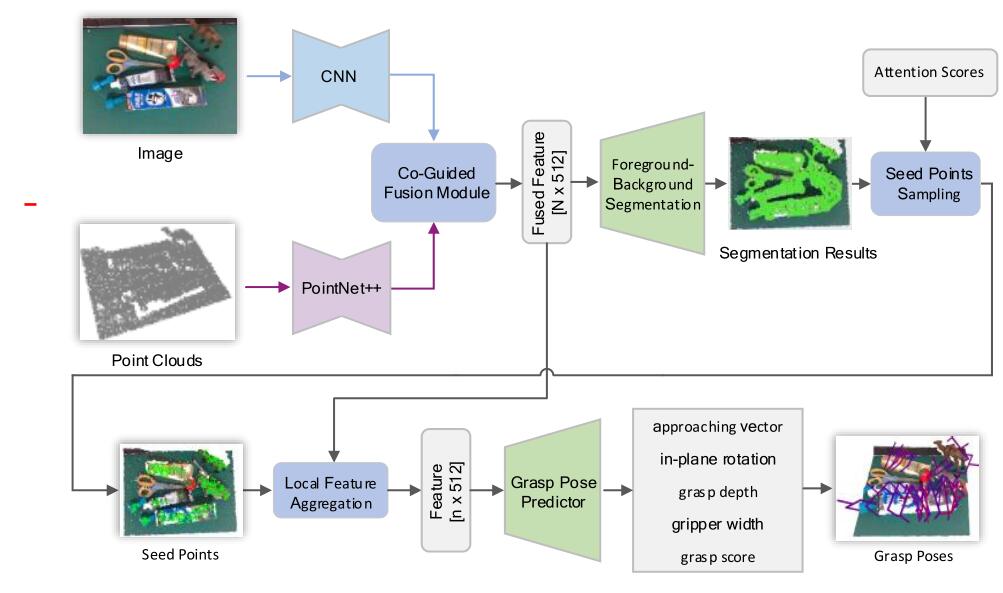 Image
CNN
Co-Guided
Fusion Module
Fused Feature
[N x 512]
Foreground-
Background
Segmentation
Segmentation Results
Attention Scores
Seed Points
Sampling
Point Clouds
PointNet++
Seed Points
Local Feature
Aggregation
Feature
[n x 512]
Grasp Pose
Predictor
approaching vector
in-plane rotation
grasp depth
gripper width
grasp score
Grasp Poses